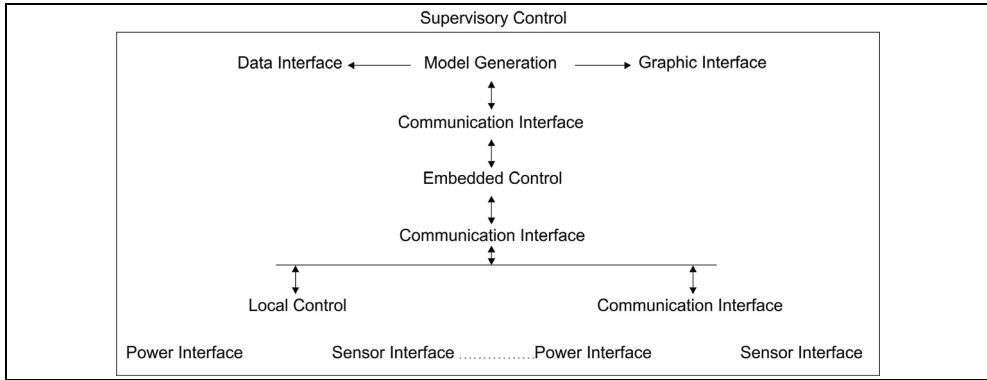 Supervisory Control
Data Interface Model Generation Graphic Interface
Communication Interface
Embedded Control
Communication Interface
Local Control Communication Interface
Power Interface Sensor Interface ................ Power Interface Sensor Interface